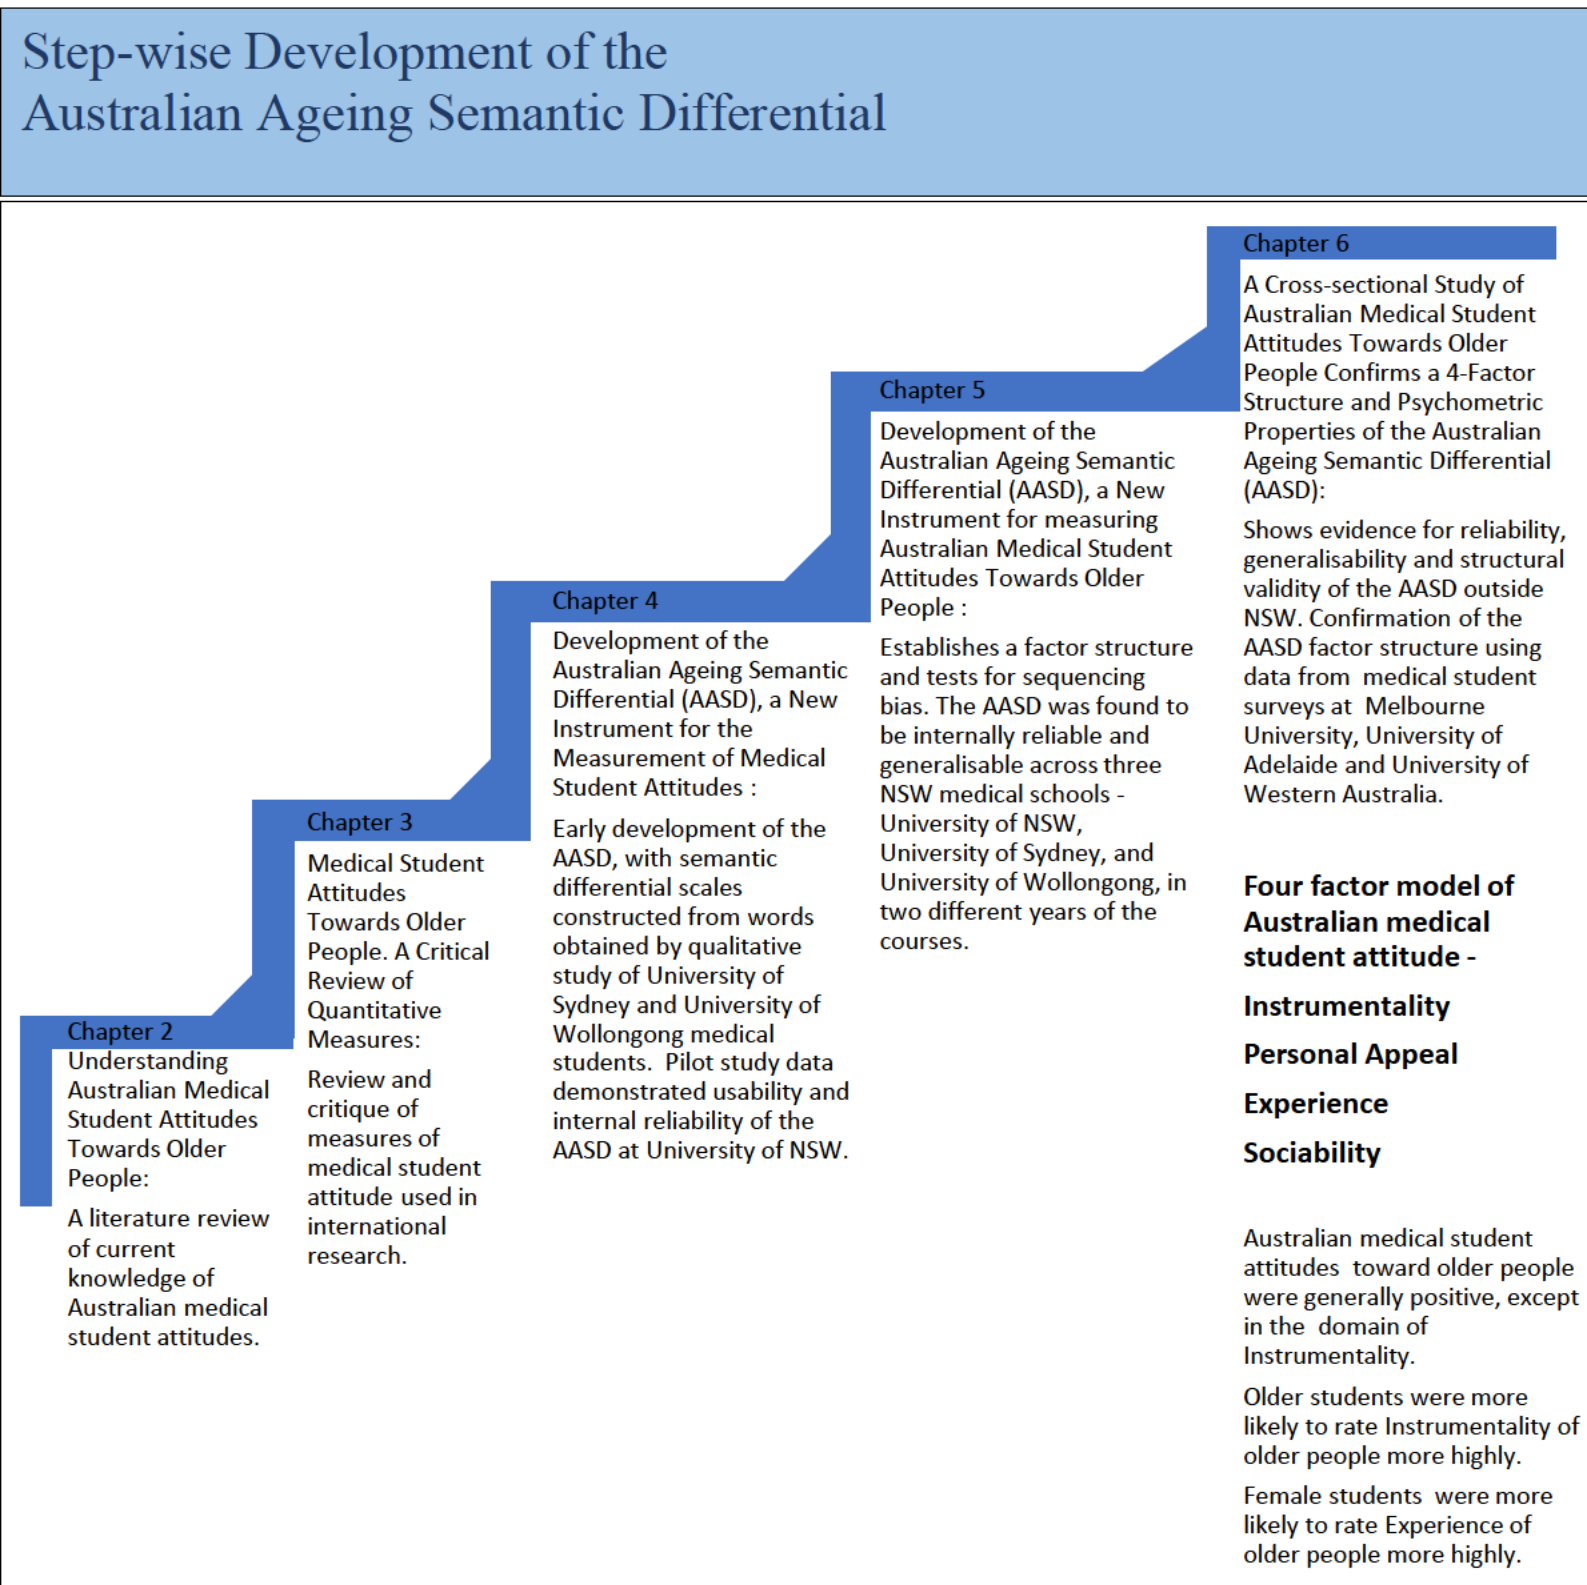 Step-wise Development of the
Australian Ageing Semantic Differential
Chapter 2
Understanding
Australian Medical
Student Attitudes
Towards Older
People:
A literature review
of current
knowledge of
Australian medical
student attitudes.
Chapter 3
Medical Student
Attitudes
Towards Older
People. A Critical
Review of
Quantitative
Measures:
Review and
critique of
measures of
medical student
attitude used in
international
research.
Chapter 4
Development of the
Australian Ageing Semantic
Differential (AASD), a New
Instrument for the
Measurement of Medical
Student Attitudes :
Early development of the
AASD, with semantic
differential scales
constructed from words
obtained by qualitative
study of University of
Sydney and University of
Wollongong medical
students.  Pilot study data
demonstrated usability and
internal reliability of the
AASD at University of NSW.
Chapter 5
Development of the
Australian Ageing Semantic
Differential (AASD), a New
Instrument for measuring
Australian Medical Student
Attitudes Towards Older
People :
Establishes a factor structure
and tests for sequencing
bias. The AASD was found to
be internally reliable and
generalisable across three
NSW medical schools -
University of NSW,
University of Sydney, and
University of Wollongong, in
two different years of the
courses.
Chapter 6
A Cross-sectional Study of
Australian Medical Student
Attitudes Towards Older
People Confirms a 4-Factor
Structure and Psychometric
Properties of the Australian
Ageing Semantic Differential
(AASD):
Shows evidence for reliability,
generalisability and structural
validity of the AASD outside
NSW. Confirmation of the
AASD factor structure using
data from  medical student
surveys at  Melbourne
University, University of
Adelaide and University of
Western Australia.
Four factor model of
Australian medical
student attitude -
Instrumentality
Personal Appeal
Experience
Sociability
Australian medical student
attitudes  toward older people
were generally positive, except
in the  domain of
Instrumentality.
Older students were more
likely to rate Instrumentality of
older people more highly.
Female students  were more
likely to rate Experience of
older people more highly.